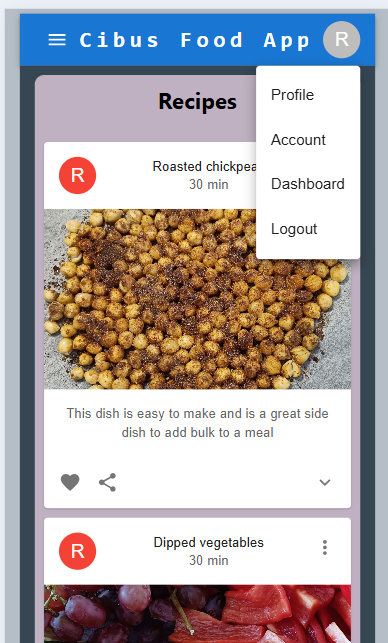 Cibus Food App R
Profile
Account
Dashboard
Logout
Recipes
R
Roasted
30 min
This dish is easy to make and is a great side
dish to add bulk to a meal
R
Dipped vegetables
30 min